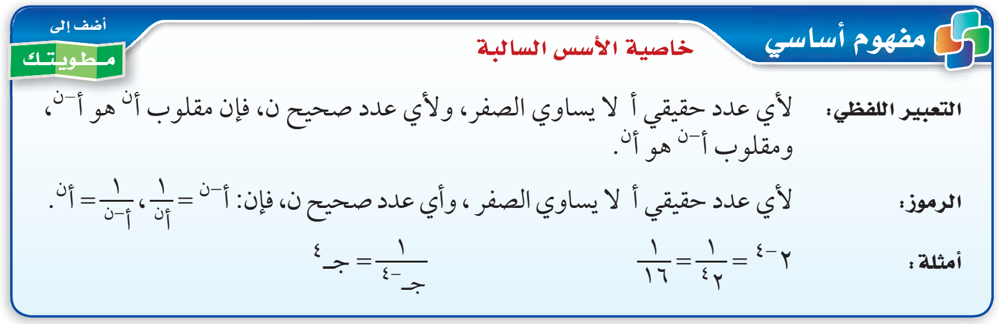 مفهوم أساسي
خاصية الأسس السالبة
أضف إلى
مـطويـتـك
التعبير اللفظي: لأي عدد حقيقي أ لا يساوي الصفر، ولأي عدد صحيح ن، فإن مقلوب أ^ن هو أ^−ن،
ومقلوب أ^−ن هو أ^ن.
الرموز: لأي عدد حقيقي أ لا يساوي الصفر ، وأي عدد صحيح ن، فإن: أ^−ن = ١/أ^ن ، ١/أ^−ن = أ^ن.
أمثلة: ٢^−٤ = ١/٢^٤ = ١/١٦ ١/جـ^−٤ = جـ^٤